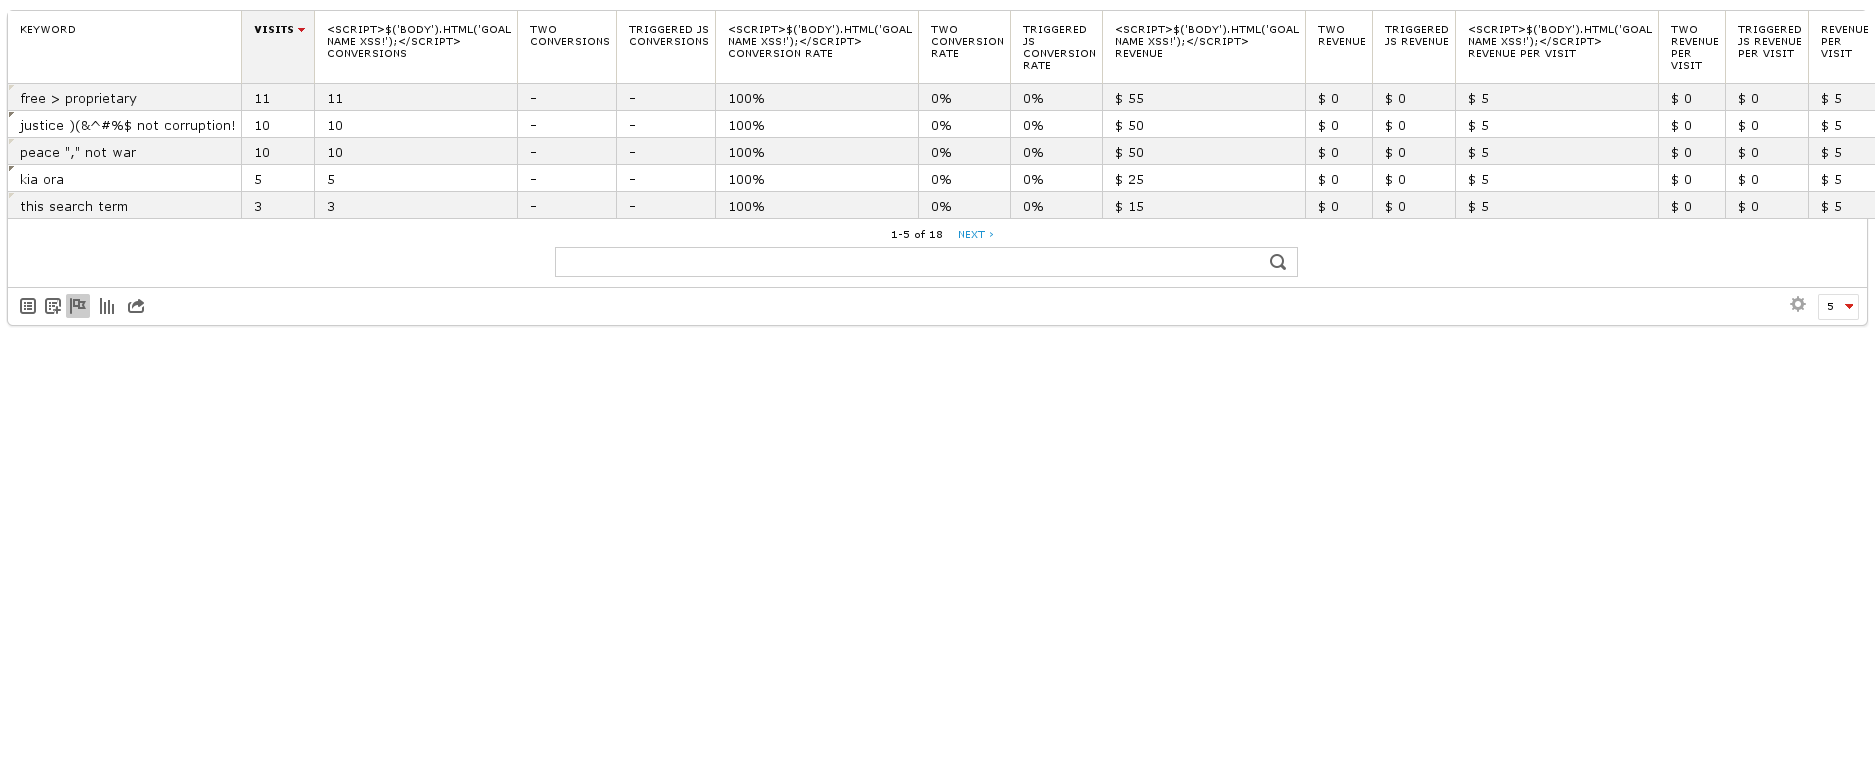 KEYWORD
VISITS
<SCRIPT>$('BODY').HTML('GOAL
NAME XSS!');</SCRIPT>
CONVERSIONS
TWO
CONVERSIONS
TRIGGERED JS
CONVERSIONS
<SCRIPT>$('BODY').HTML('GOAL
NAME XSS!');</SCRIPT>
CONVERSION RATE
TWO
CONVERSION
RATE
TRIGGERED
JS
CONVERSION
RATE
<SCRIPT>$('BODY').HTML('GOAL
NAME XSS!');</SCRIPT>
REVENUE
TWO
REVENUE
TRIGGERED
JS REVENUE
<SCRIPT>$('BODY').HTML('GOAL
NAME XSS!');</SCRIPT>
REVENUE PER VISIT
TWO
REVENUE
PER
VISIT
TRIGGERED
JS REVENUE
PER VISIT
REVENUE
PER
VISIT
free > proprietary 11 11 - - 100% 0% 0% $ 55 $ 0 $ 0 $ 5 $ 0 $ 0 $ 5
justice )(&^#%$ not corruption! 10 10 - - 100% 0% 0% $ 50 $ 0 $ 0 $ 5 $ 0 $ 0 $ 5
peace "," not war 10 10 - - 100% 0% 0% $ 50 $ 0 $ 0 $ 5 $ 0 $ 0 $ 5
kia ora 5 5 - - 100% 0% 0% $ 25 $ 0 $ 0 $ 5 $ 0 $ 0 $ 5
this search term 3 3 - - 100% 0% 0% $ 15 $ 0 $ 0 $ 5 $ 0 $ 0 $ 5
1-5 of 18 NEXT ›
5